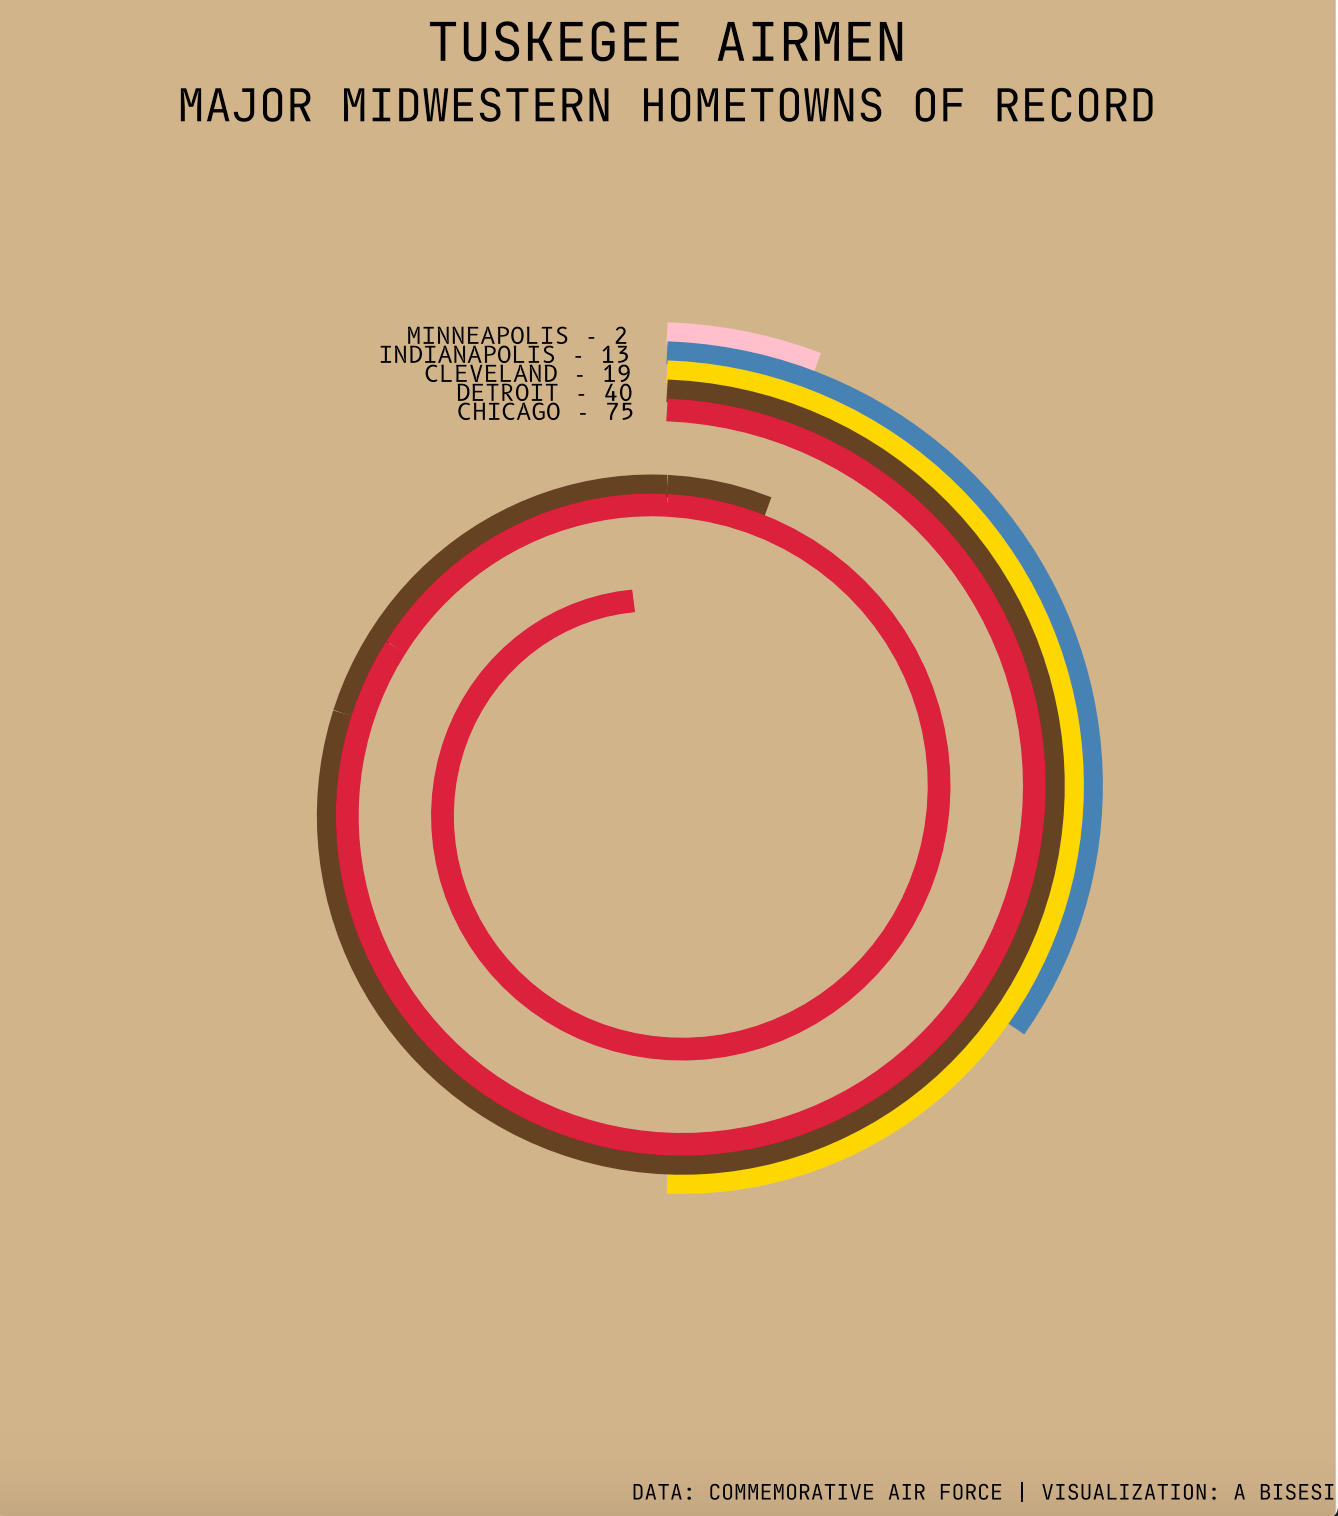 TUSKEGEE AIRMEN
MAJOR MIDWESTERN HOMETOWNS OF RECORD
MINNEAPOLIS - 2
INDIANAPOLIS - 13
CLEVELAND - 19
DETROIT - 40
CHICAGO - 75
DATA: COMMEMORATIVE AIR FORCE | VISUALIZATION: A BISESI